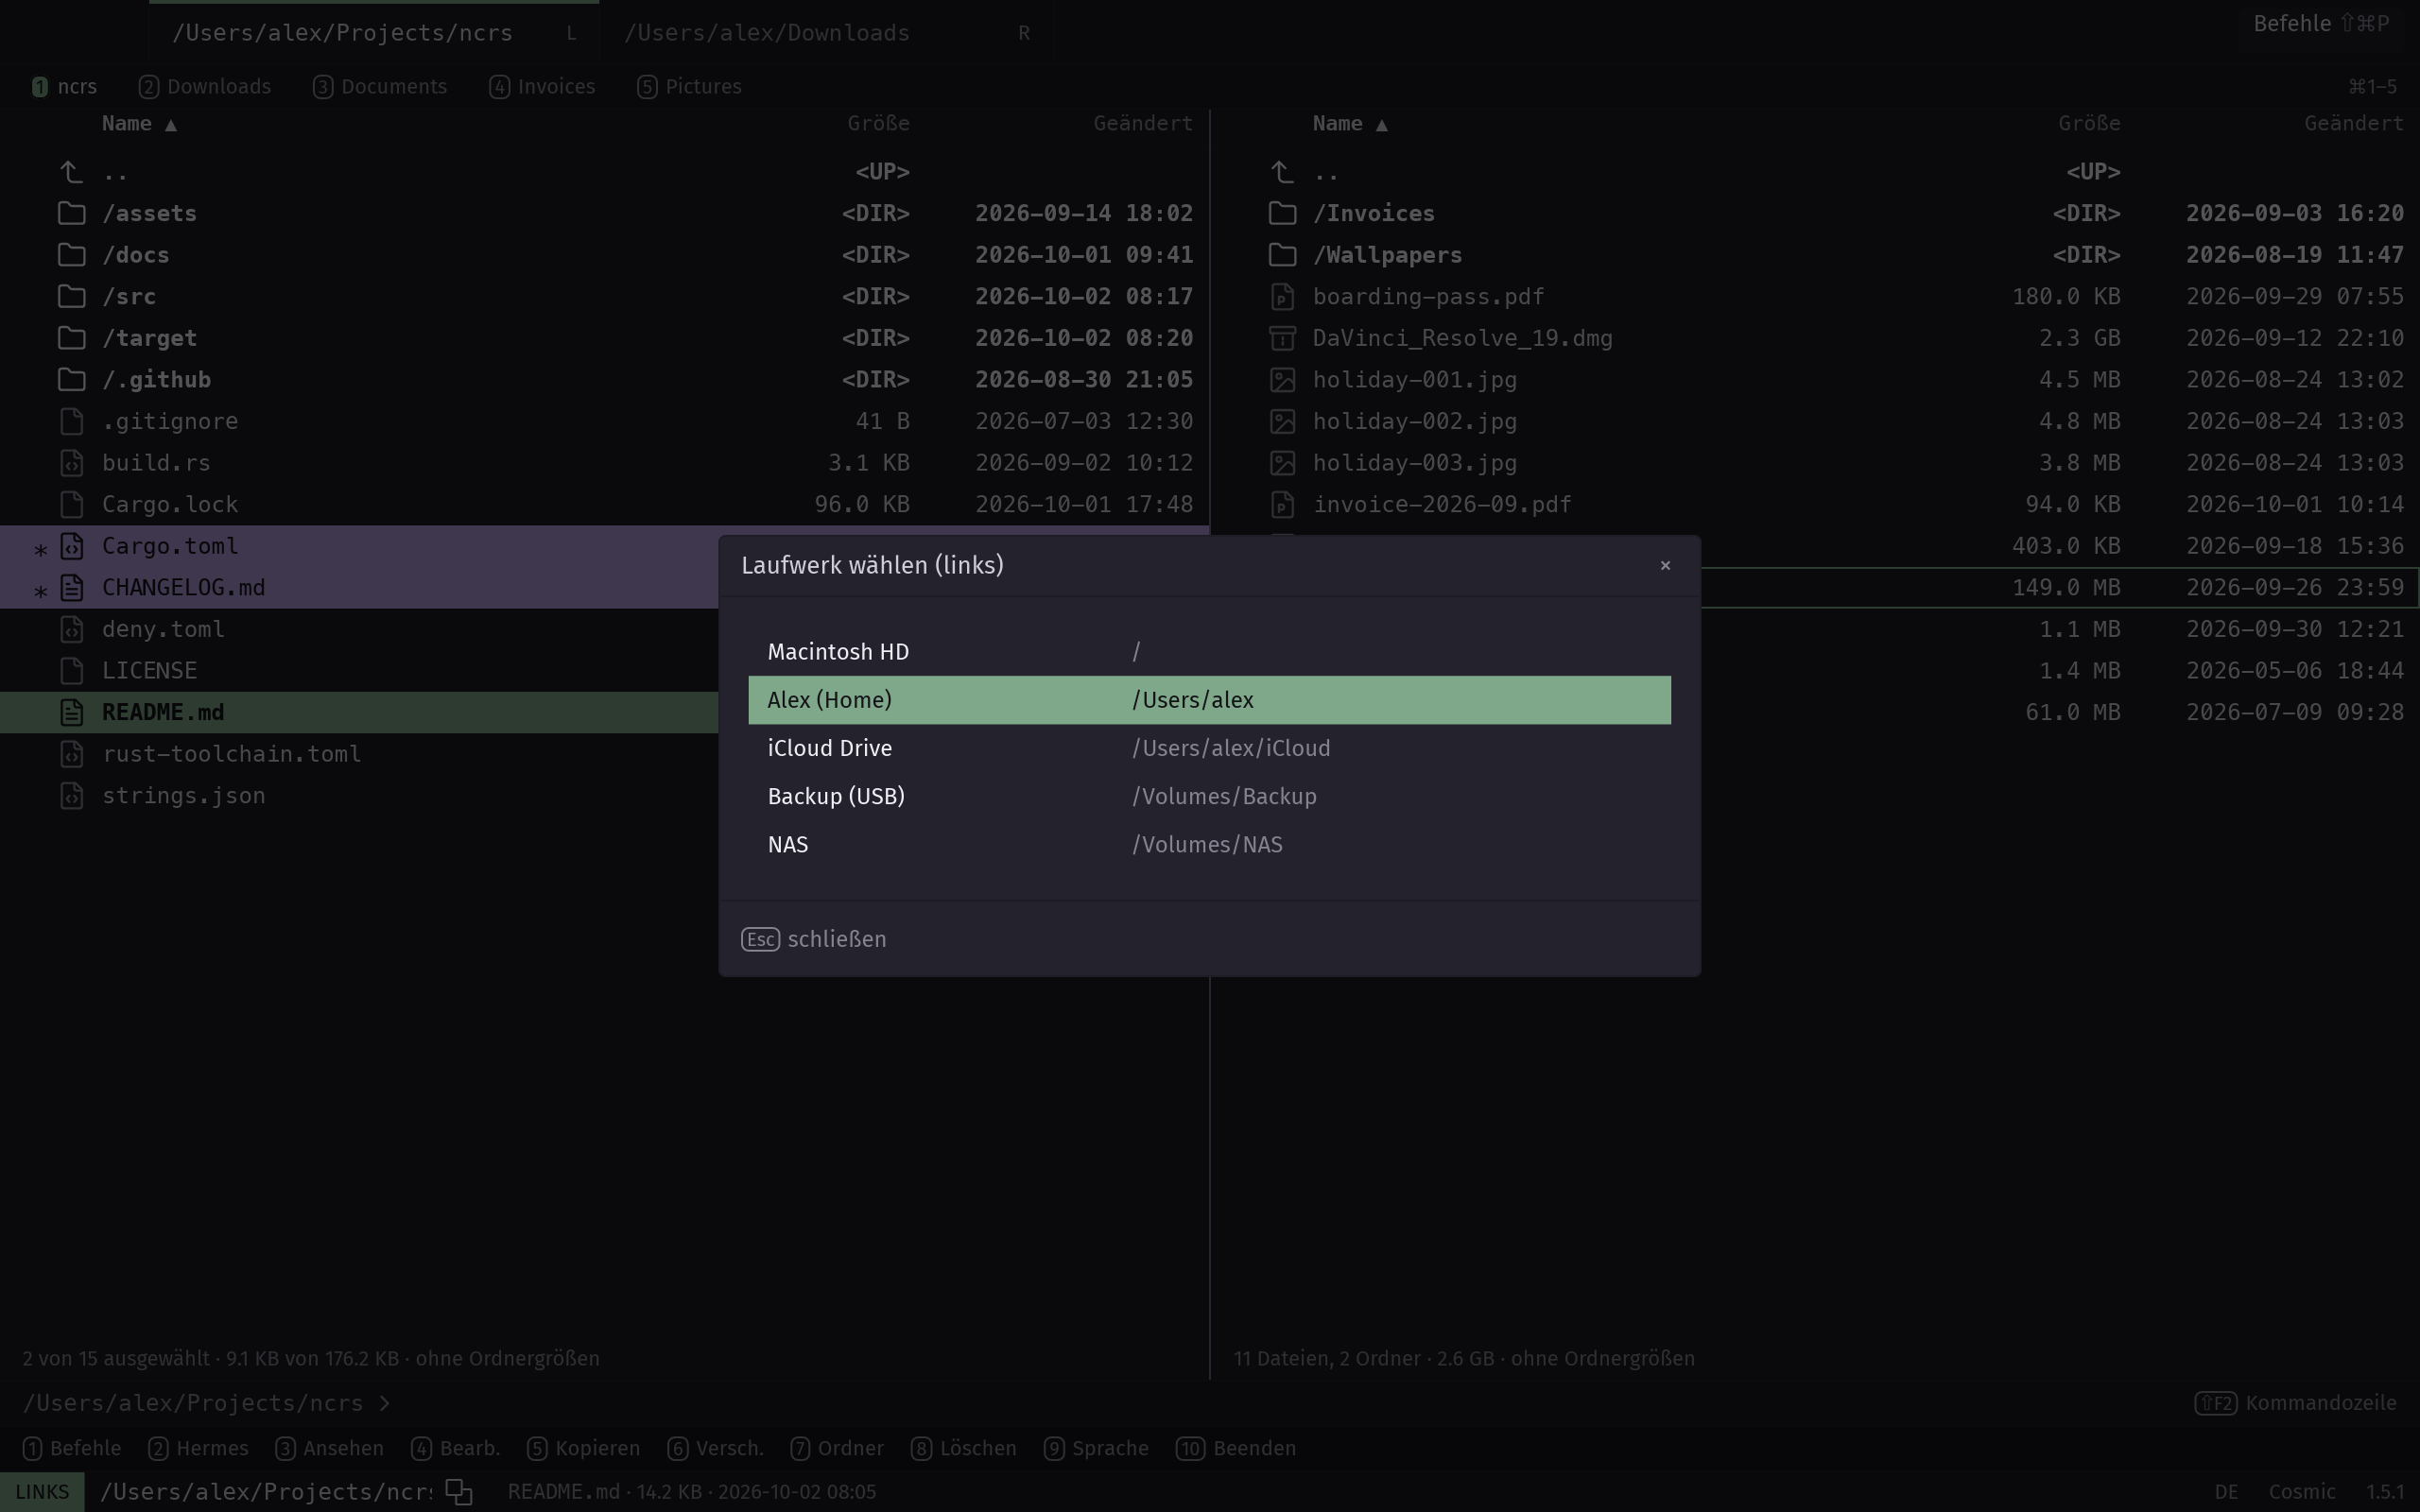 /Users/alex/Projects/ncrs L /Users/alex/Downloads R Befehle ⇧⌘P
1 ncrs 2 Downloads 3 Documents 4 Invoices 5 Pictures ⌘1–5
Name ▲ Größe Geändert Name ▲ Größe Geändert
.. <UP> .. <UP>
/assets <DIR> 2026-09-14 18:02 /Invoices <DIR> 2026-09-03 16:20
/docs <DIR> 2026-10-01 09:41 /Wallpapers <DIR> 2026-08-19 11:47
/src <DIR> 2026-10-02 08:17 boarding-pass.pdf 180.0 KB 2026-09-29 07:55
/target <DIR> 2026-10-02 08:20 DaVinci_Resolve_19.dmg 2.3 GB 2026-09-12 22:10
/.github <DIR> 2026-08-30 21:05 holiday-001.jpg 4.5 MB 2026-08-24 13:02
.gitignore 41 B 2026-07-03 12:30 holiday-002.jpg 4.8 MB 2026-08-24 13:03
build.rs 3.1 KB 2026-09-02 10:12 holiday-003.jpg 3.8 MB 2026-08-24 13:03
Cargo.lock 96.0 KB 2026-10-01 17:48 invoice-2026-09.pdf 94.0 KB 2026-10-01 10:14
* Cargo.toml 403.0 KB 2026-09-18 15:36
* CHANGELOG.md 149.0 MB 2026-09-26 23:59
deny.toml 1.1 MB 2026-09-30 12:21
LICENSE 1.4 MB 2026-05-06 18:44
README.md 61.0 MB 2026-07-09 09:28
rust-toolchain.toml
strings.json
Laufwerk wählen (links) ×
Macintosh HD /
Alex (Home) /Users/alex
iCloud Drive /Users/alex/iCloud
Backup (USB) /Volumes/Backup
NAS /Volumes/NAS
Esc schließen
2 von 15 ausgewählt · 9.1 KB von 176.2 KB · ohne Ordnergrößen 11 Dateien, 2 Ordner · 2.6 GB · ohne Ordnergrößen
/Users/alex/Projects/ncrs > ⇧F2 Kommandozeile
1 Befehle 2 Hermes 3 Ansehen 4 Bearb. 5 Kopieren 6 Versch. 7 Ordner 8 Löschen 9 Sprache 10 Beenden
LINKS /Users/alex/Projects/ncrs README.md · 14.2 KB · 2026-10-02 08:05 DE Cosmic 1.5.1